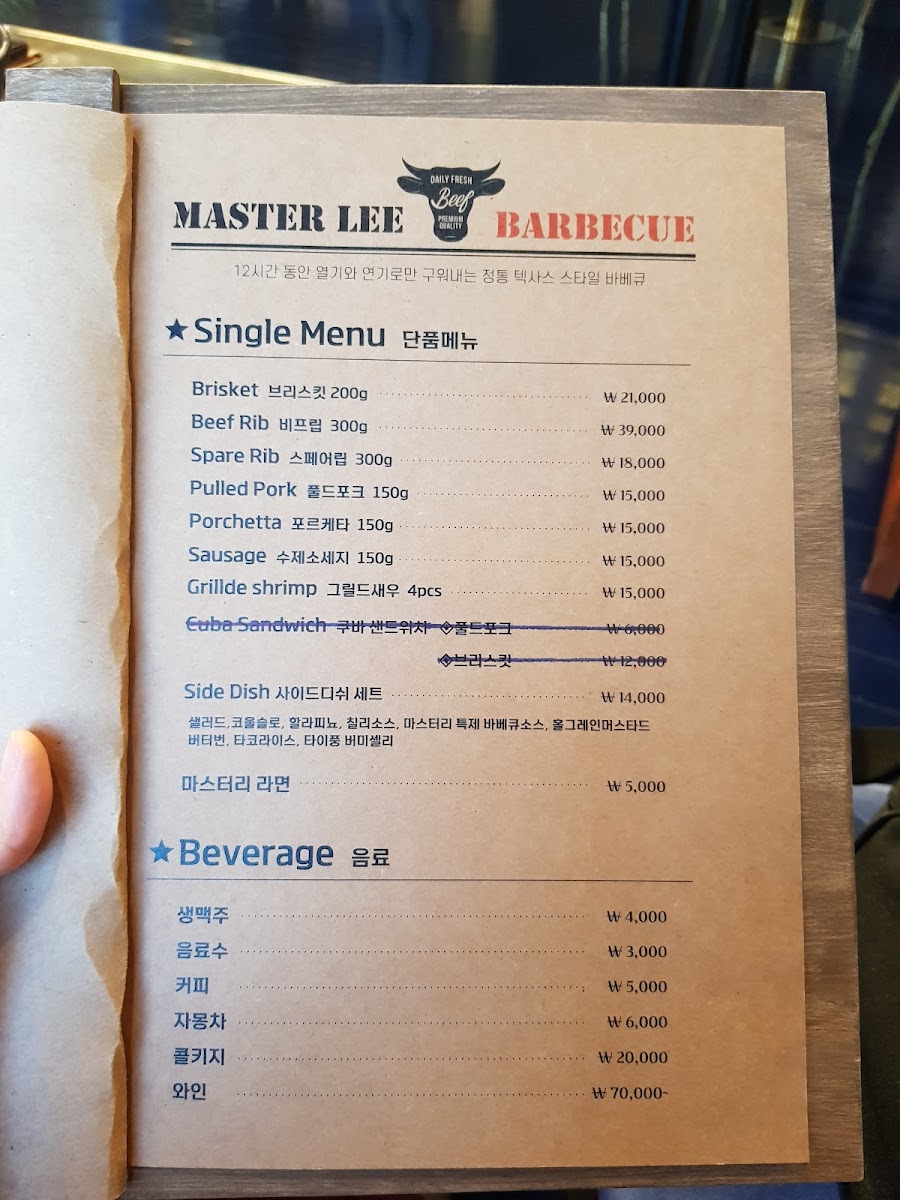 DAILY FRESH
Beef
PREMIUM
QUALITY
MASTER LEE BARBECUE
12시간 동안 열기와 연기로만 구워내는 정통 텍사스 스타일 바베큐
★ Single Menu 단품메뉴
Brisket 브리스킷 200g ₩ 21,000
Beef Rib 비프립 300g ₩ 39,000
Spare Rib 스페어립 300g ₩ 18,000
Pulled Pork 풀드포크 150g ₩ 15,000
Porchetta 포르케타 150g ₩ 15,000
Sausage 수제소세지 150g ₩ 15,000
Grillde shrimp 그릴드새우 4pcs ₩ 15,000
Cuba Sandwich 쿠바 샌드위치 ◈풀드포크 ₩ 6,000
◈브리스킷 ₩ 12,000
Side Dish 사이드디쉬 세트 ₩ 14,000
샐러드,코울슬로, 할라피뇨, 칠리소스, 마스터리 특제 바베큐소스, 홀그레인머스타드
버터번, 타코라이스, 타이풍 버미셀리
마스터리 라면 ₩ 5,000
★ Beverage 음료
생맥주 ₩ 4,000
음료수 ₩ 3,000
커피 ₩ 5,000
자몽차 ₩ 6,000
콜키지 ₩ 20,000
와인 ₩ 70,000~